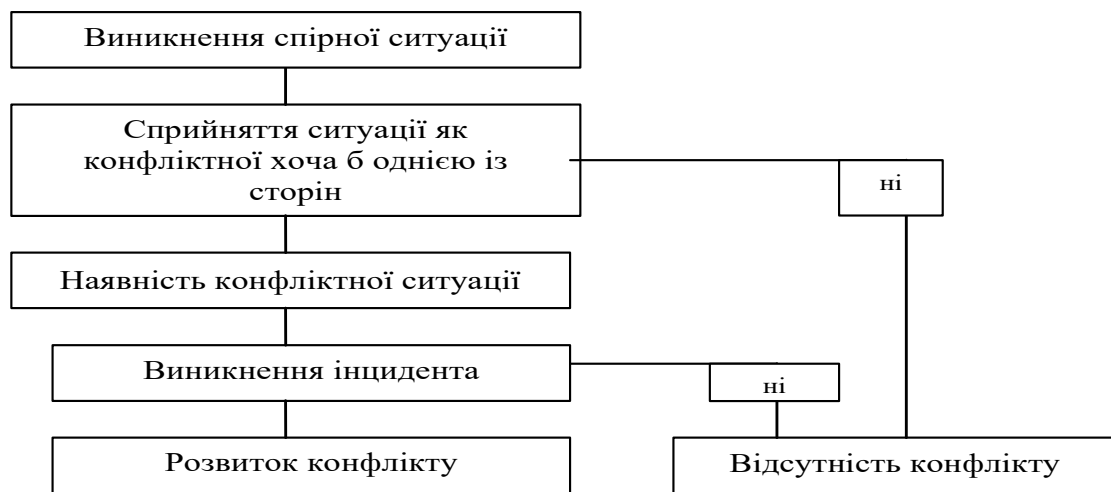 Виникнення спірної ситуації
Сприйняття ситуації як
конфліктної хоча б однією із
сторін
ні
Наявність конфліктної ситуації
Виникнення інцидента
ні
Розвиток конфлікту
Відсутність конфлікту